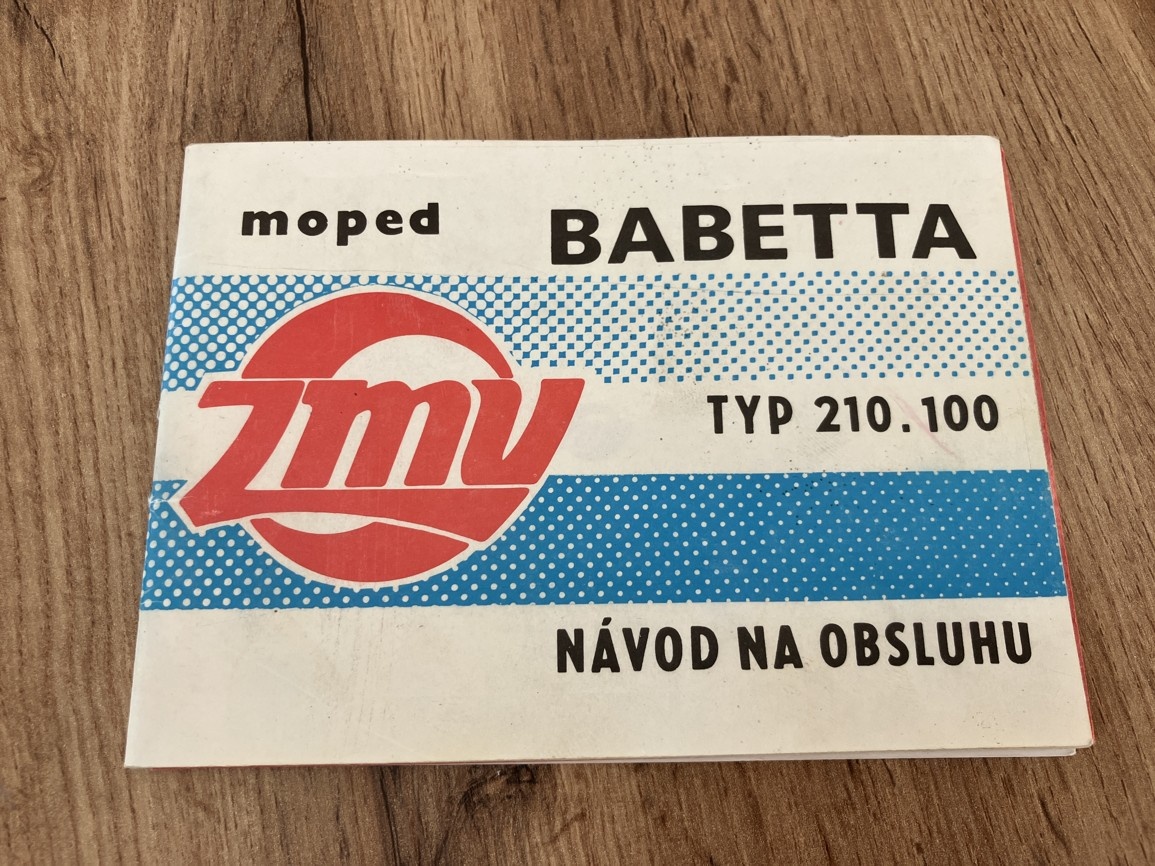 moped BABETTA
zmv
TYP 210.100
NÁVOD NA OBSLUHU